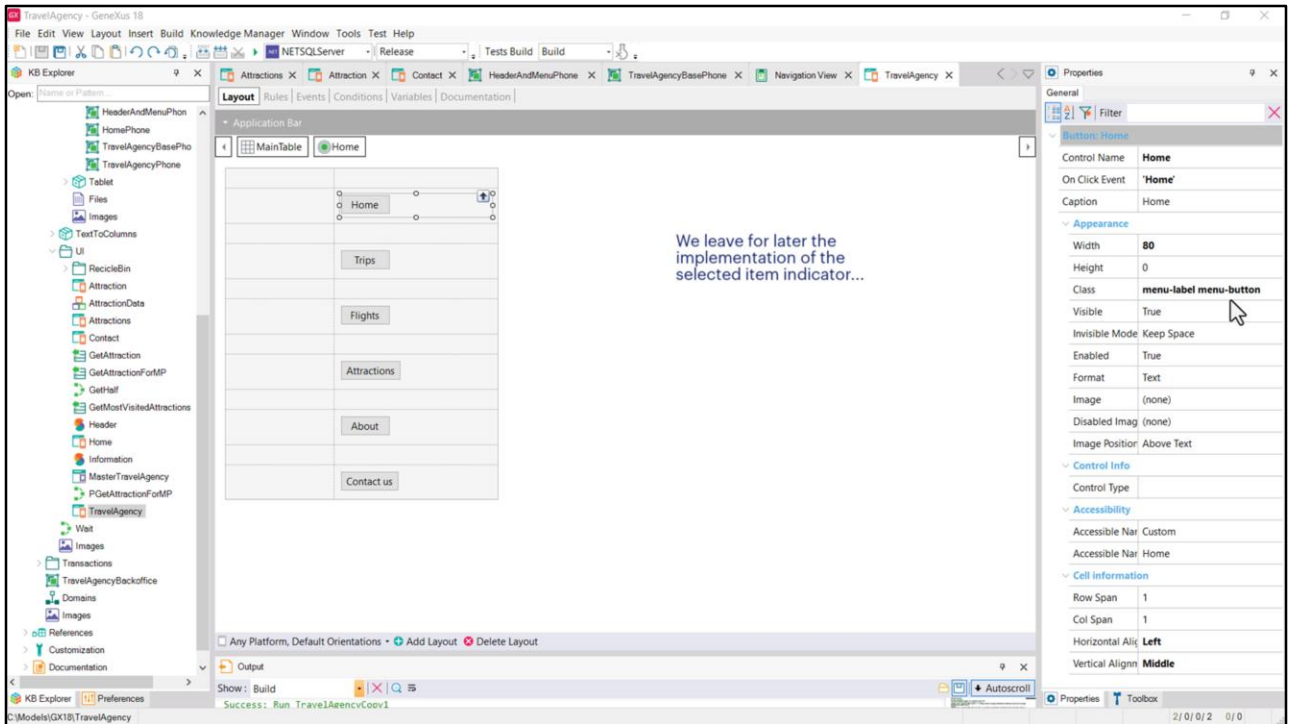 TravelAgency - GeneXus 18
File Edit View Layout Insert Build Knowledge Manager Window Tools Test Help
NETSQLServer Release Tests Build Build
KB Explorer
Open: Name or Pattern...
HeaderAndMenuPhon
HomePhone
TravelAgencyBasePho
TravelAgencyPhone
Tablet
Files
Images
TextToColumns
UI
RecicleBin
Attraction
AttractionData
Attractions
Contact
GetAttraction
GetAttractionForMP
GetHalf
GetMostVisitedAttractions
Header
Home
Information
MasterTravelAgency
PGetAttractionForMP
TravelAgency
Wait
Images
Transactions
TravelAgencyBackoffice
Domains
Images
References
Customization
Documentation
KB Explorer Preferences
C:\Models\GX18\TravelAgency
Attractions X Attraction X Contact X HeaderAndMenuPhone X TravelAgencyBasePhone X Navigation View X TravelAgency X
Layout Rules Events Conditions Variables Documentation
Application Bar
MainTable Home
Home
Trips
Flights
Attractions
About
Contact us
We leave for later the
implementation of the
selected item indicator...
Any Platform, Default Orientations Add Layout Delete Layout
Output
Show: Build Autoscroll
Success: Run TravelAgencyCopy1
Properties
General
Filter
Button: Home
Control Name Home
On Click Event 'Home'
Caption Home
Appearance
Width 80
Height 0
Class menu-label menu-button
Visible True
Invisible Mode Keep Space
Enabled True
Format Text
Image (none)
Disabled Imag (none)
Image Position Above Text
Control Info
Control Type
Accessibility
Accessible Nar Custom
Accessible Nar Home
Cell information
Row Span 1
Col Span 1
Horizontal Alig Left
Vertical Alignn Middle
Properties Toolbox
2/0/0/2 0/0